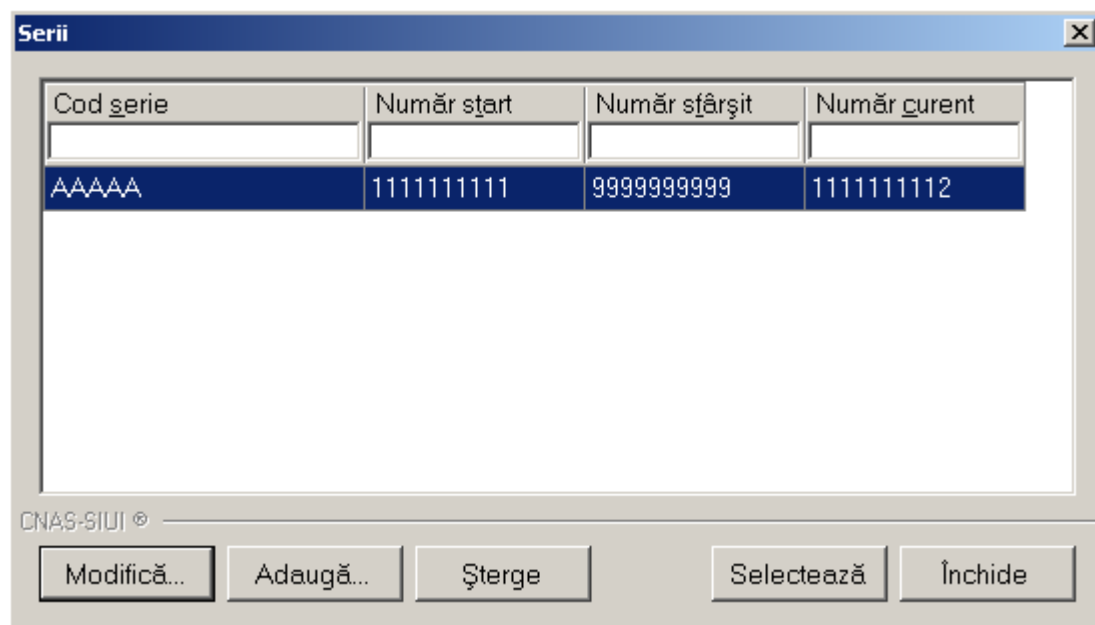 Serii
Cod serie Număr start Număr sfârşit Număr curent
AAAAA 1111111111 9999999999 1111111112
CNAS-SIUI ®
Modifică... Adaugă... Şterge Selectează Închide